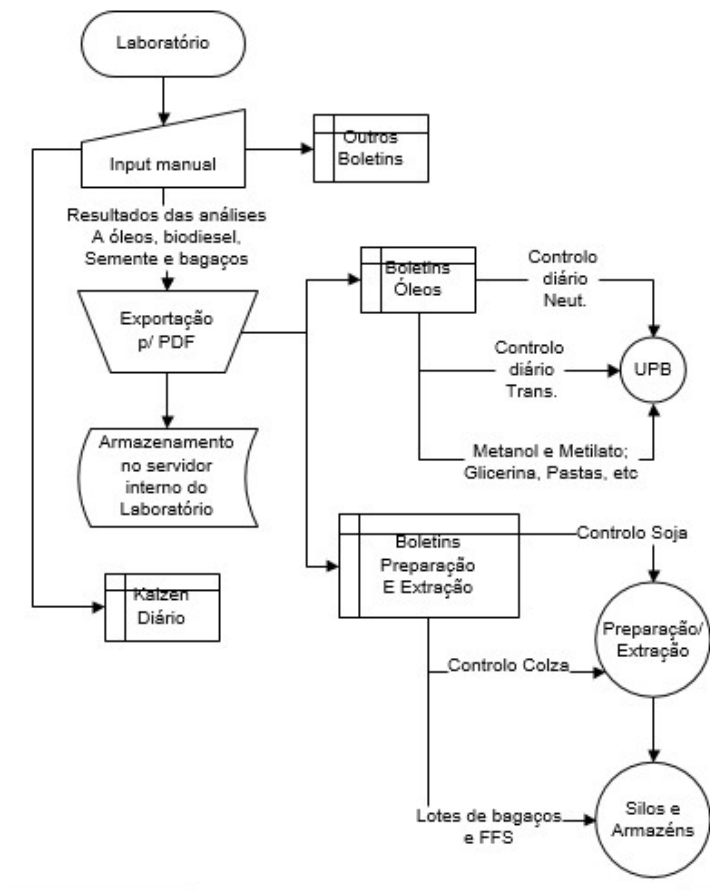 Laboratório
Input manual
Outros
Boletins
Resultados das análises
A óleos, biodiesel,
Semente e bagaços
Exportação
p/ PDF
Armazenamento
no servidor
interno do
Laboratório
Kaizen
Diário
Boletins
Óleos
Controlo
diário
Neut.
Controlo
diário
Trans.
UPB
Metanol e Metilato;
Glicerina, Pastas, etc
Boletins
Preparação
E Extração
Controlo Soja
Preparação/
Extração
Controlo Colza
Lotes de bagaços
e FFS
Silos e
Armazéns